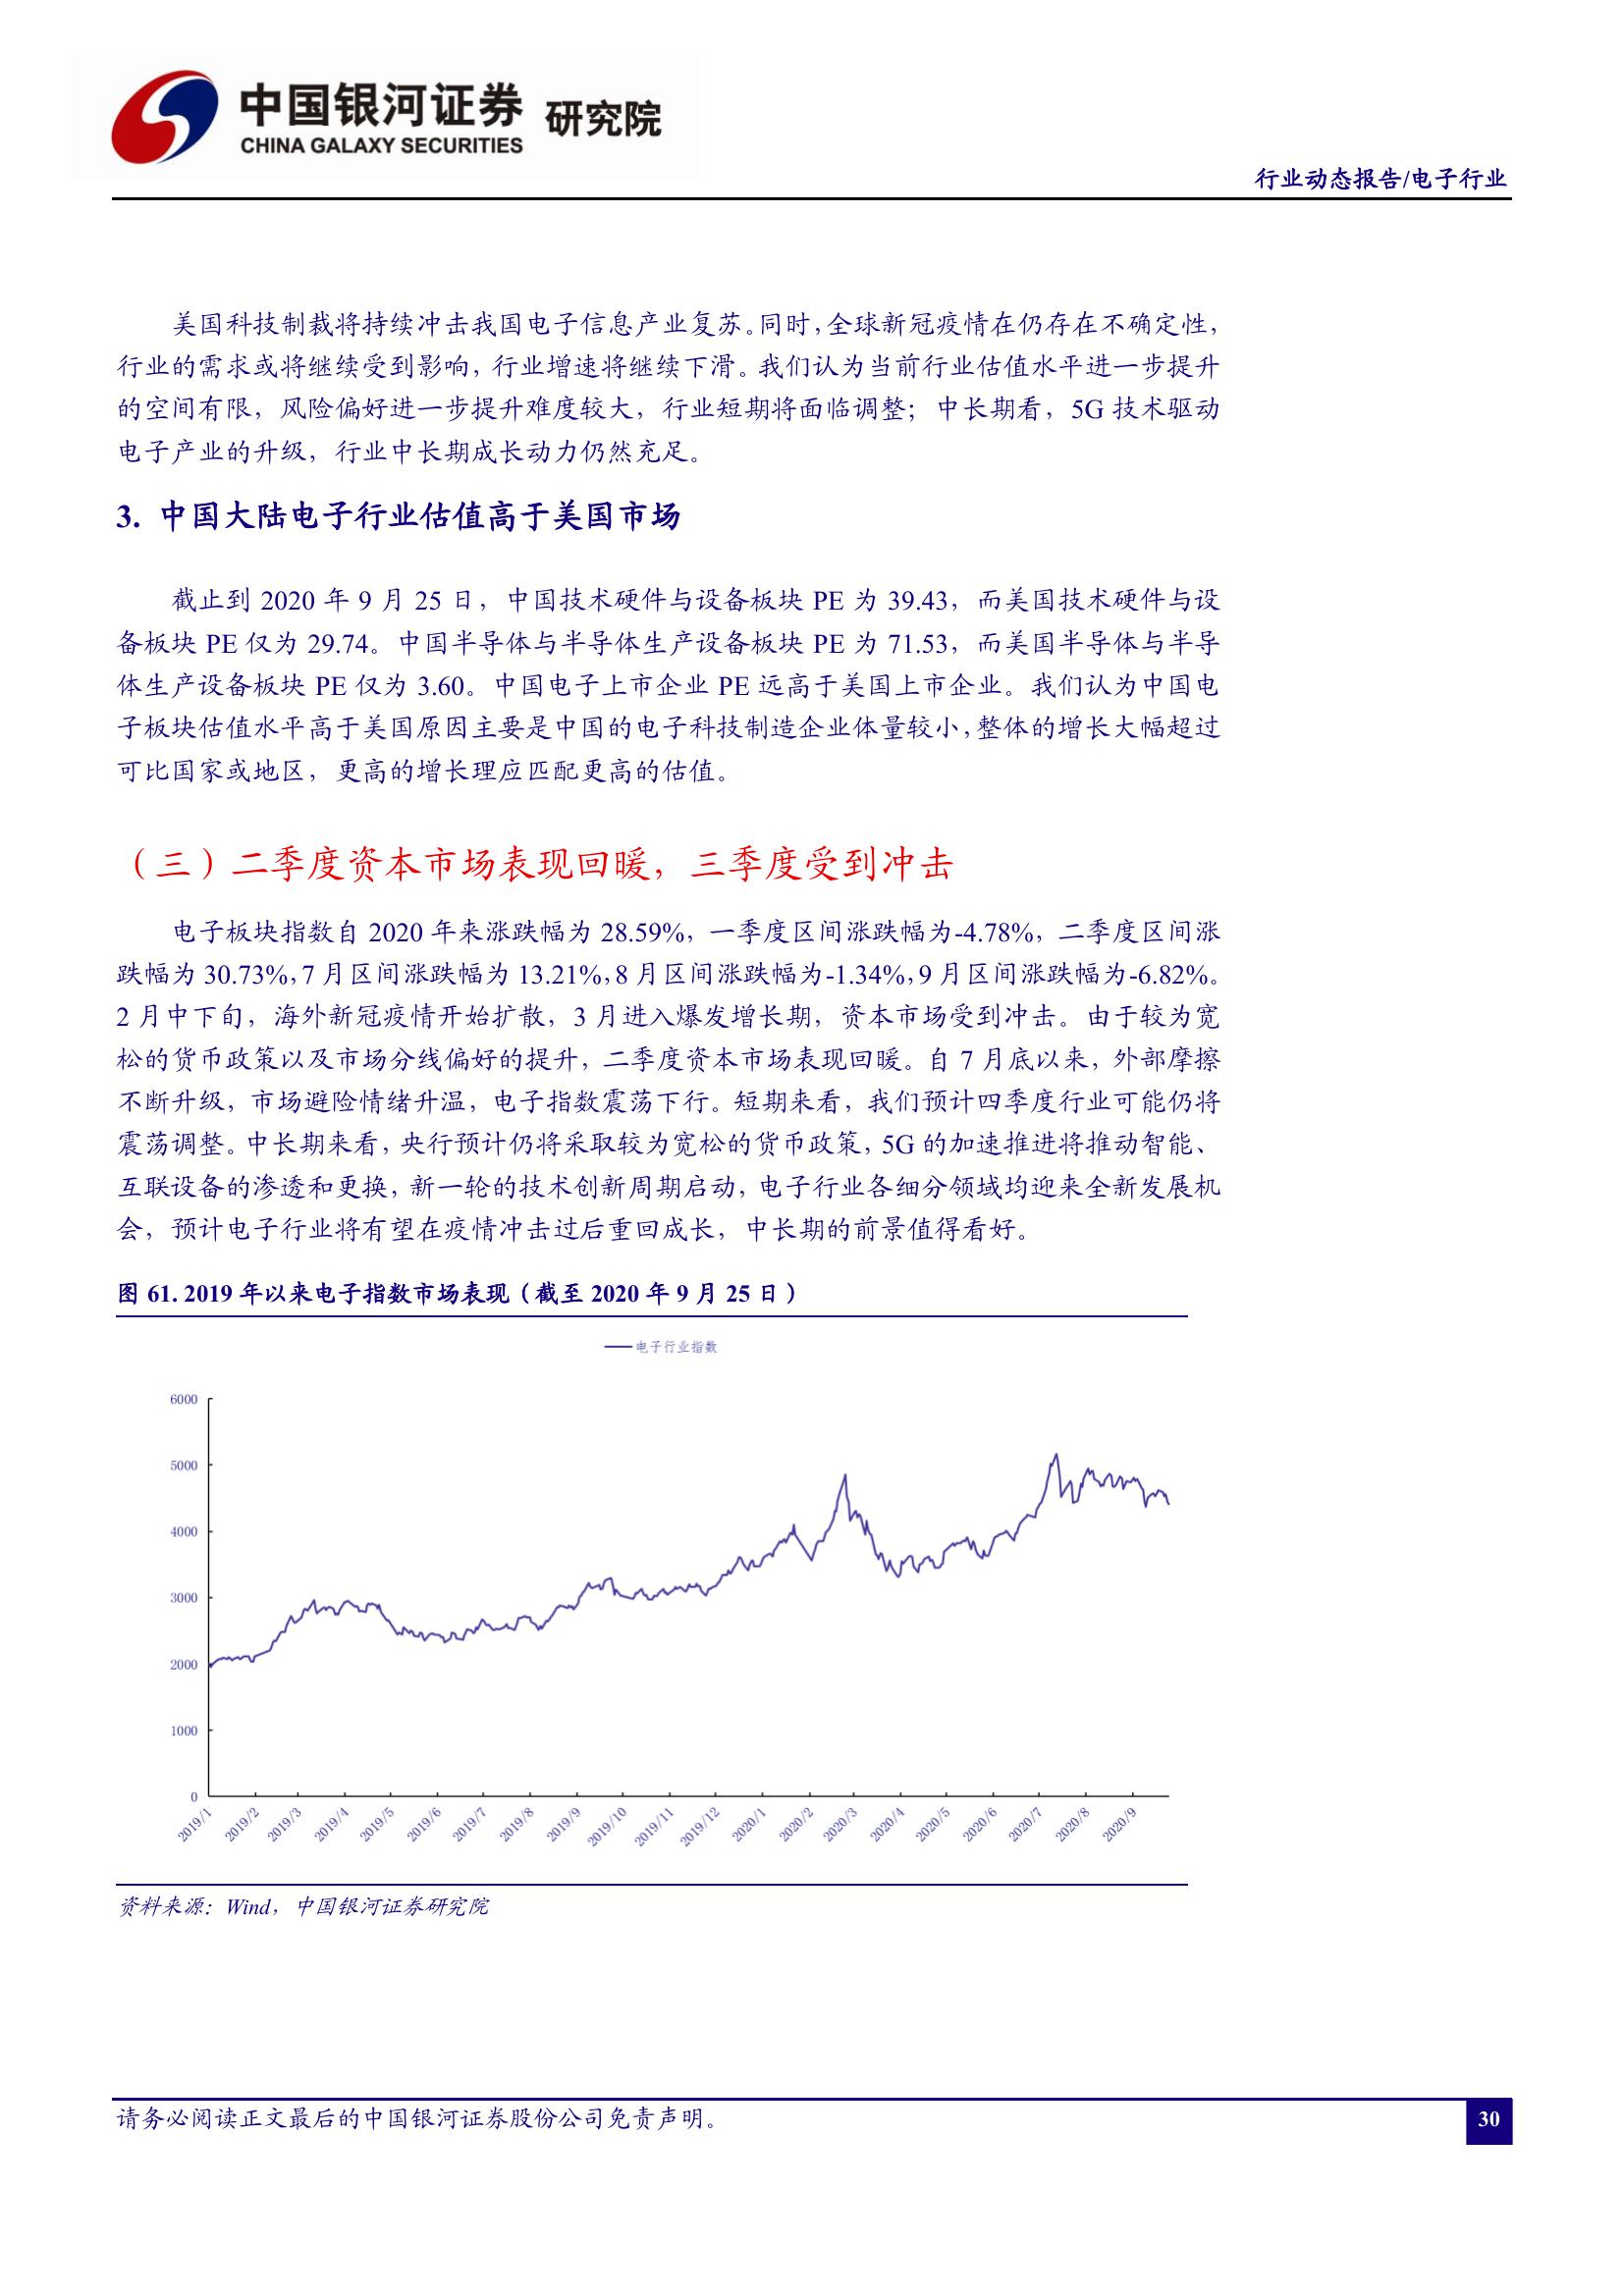 中国银河证券 研究院
CHINA GALAXY SECURITIES
行业动态报告/电子行业
美国科技制裁将持续冲击我国电子信息产业复苏。同时，全球新冠疫情在仍存在不确定性，
行业的需求或将继续受到影响，行业增速将继续下滑。我们认为当前行业估值水平进一步提升
的空间有限，风险偏好进一步提升难度较大，行业短期将面临调整；中长期看，5G 技术驱动
电子产业的升级，行业中长期成长动力仍然充足。
3. 中国大陆电子行业估值高于美国市场
截止到 2020 年 9 月 25 日，中国技术硬件与设备板块 PE 为 39.43，而美国技术硬件与设
备板块 PE 仅为 29.74。中国半导体与半导体生产设备板块 PE 为 71.53，而美国半导体与半导
体生产设备板块 PE 仅为 3.60。中国电子上市企业 PE 远高于美国上市企业。我们认为中国电
子板块估值水平高于美国原因主要是中国的电子科技制造企业体量较小，整体的增长大幅超过
可比国家或地区，更高的增长理应匹配更高的估值。
（三）二季度资本市场表现回暖，三季度受到冲击
电子板块指数自 2020 年来涨跌幅为 28.59%，一季度区间涨跌幅为-4.78%，二季度区间涨
跌幅为 30.73%，7 月区间涨跌幅为 13.21%，8 月区间涨跌幅为-1.34%，9 月区间涨跌幅为-6.82%。
2 月中下旬，海外新冠疫情开始扩散，3 月进入爆发增长期，资本市场受到冲击。由于较为宽
松的货币政策以及市场分线偏好的提升，二季度资本市场表现回暖。自 7 月底以来，外部摩擦
不断升级，市场避险情绪升温，电子指数震荡下行。短期来看，我们预计四季度行业可能仍将
震荡调整。中长期来看，央行预计仍将采取较为宽松的货币政策，5G 的加速推进将推动智能、
互联设备的渗透和更换，新一轮的技术创新周期启动，电子行业各细分领域均迎来全新发展机
会，预计电子行业将有望在疫情冲击过后重回成长，中长期的前景值得看好。
图 61. 2019 年以来电子指数市场表现（截至 2020 年 9 月 25 日）
电子行业指数
6000
5000
4000
3000
2000
1000
0
2019/1 2019/2 2019/3 2019/4 2019/5 2019/6 2019/7 2019/8 2019/9 2019/10 2019/11 2019/12 2020/1 2020/2 2020/3 2020/4 2020/5 2020/6 2020/7 2020/8 2020/9
资料来源：Wind，中国银河证券研究院
请务必阅读正文最后的中国银河证券股份公司免责声明。
30